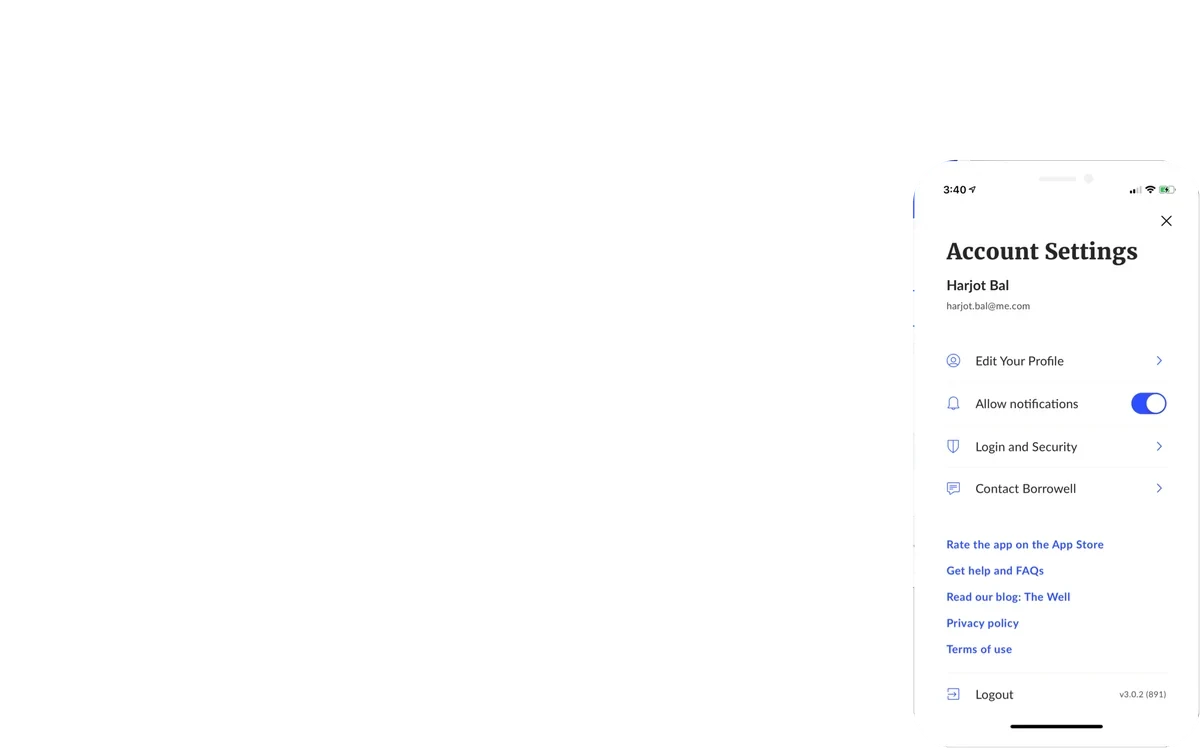 3:40
Account Settings
Harjot Bal
harjot.bal@me.com
Edit Your Profile
Allow notifications
Login and Security
Contact Borrowell
Rate the app on the App Store
Get help and FAQs
Read our blog: The Well
Privacy policy
Terms of use
Logout v3.0.2 (891)